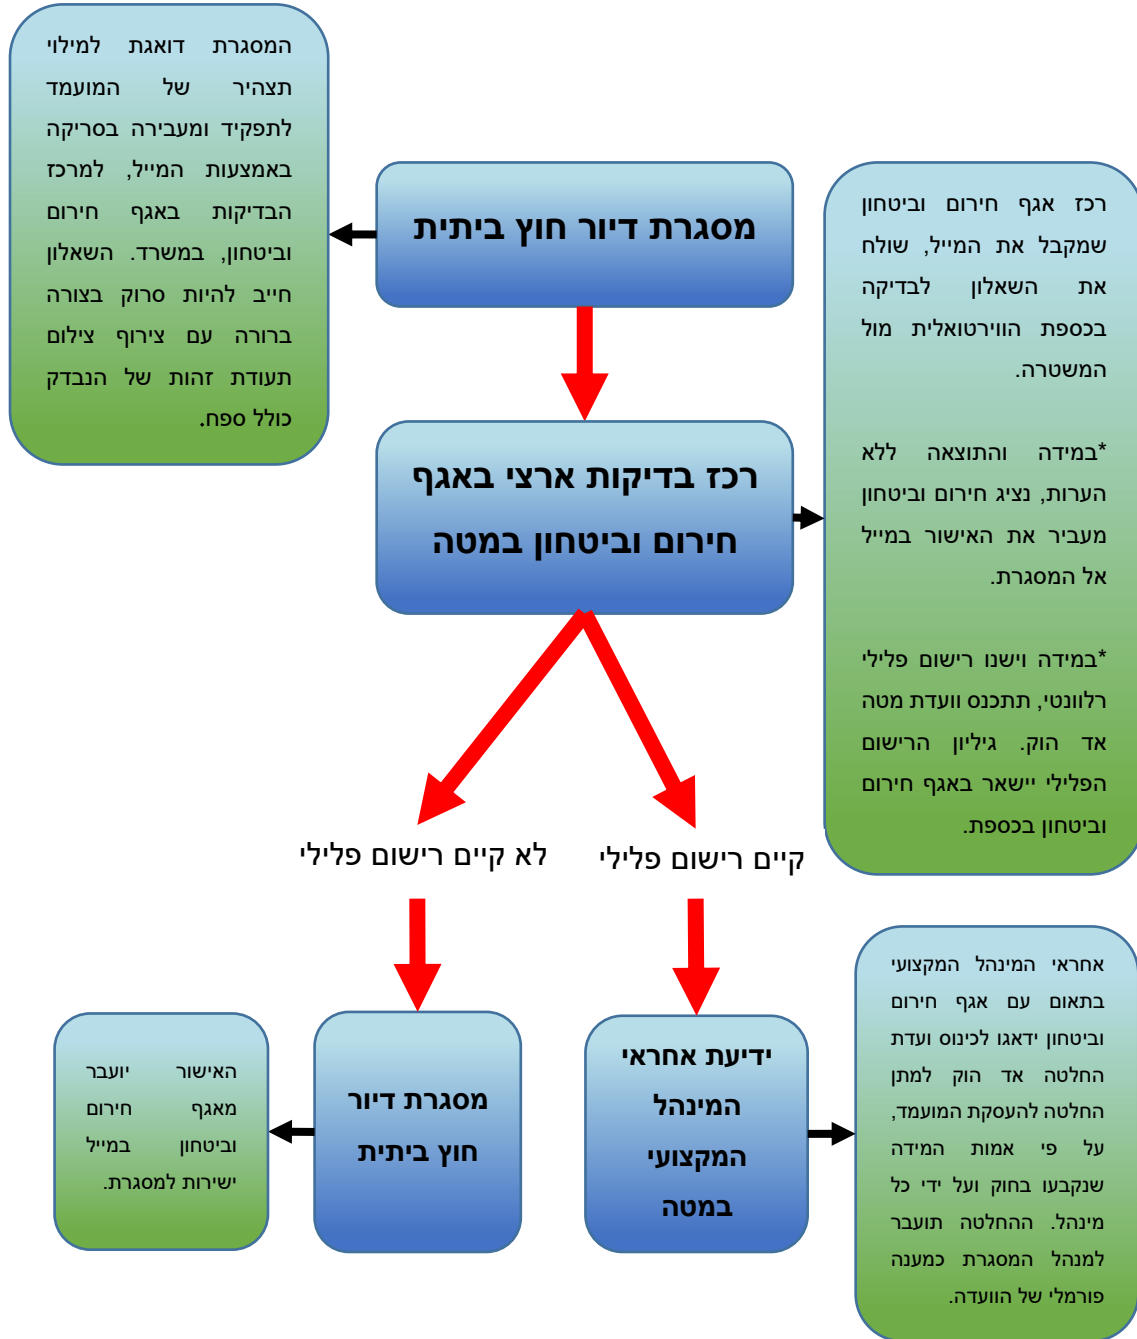 המסגרת דואגת למילוי
תצהיר של המועמד
לתפקיד ומעבירה בסריקה
באמצעות המייל, למרכז
הבדיקות באגף חירום
וביטחון, במשרד. השאלון
חייב להיות סרוק בצורה
ברורה עם צירוף צילום
תעודת זהות של הנבדק
כולל ספח.
מסגרת דיור חוץ ביתית
רכז אגף חירום וביטחון
שמקבל את המייל, שולח
את השאלון לבדיקה
בכספת הווירטואלית מול
המשטרה.
*במידה והתוצאה ללא
הערות, נציג חירום וביטחון
מעביר את האישור במייל
אל המסגרת.
*במידה וישנו רישום פלילי
רלוונטי, תתכנס וועדת מטה
אד הוק. גיליון הרישום
הפלילי יישאר באגף חירום
וביטחון בכספת.
רכז בדיקות ארצי באגף
חירום וביטחון במטה
קיים רישום פלילי
לא קיים רישום פלילי
אחראי המינהל המקצועי
בתאום עם אגף חירום
וביטחון ידאגו לכינוס ועדת
החלטה אד הוק למתן
החלטה להעסקת המועמד,
על פי אמות המידה
שנקבעו בחוק ועל ידי כל
מינהל. ההחלטה תועבר
למנהל המסגרת כמענה
פורמלי של הוועדה.
ידיעת אחראי
המינהל
המקצועי
במטה
מסגרת דיור
חוץ ביתית
האישור יועבר
מאגף חירום
וביטחון במייל
ישירות למסגרת.